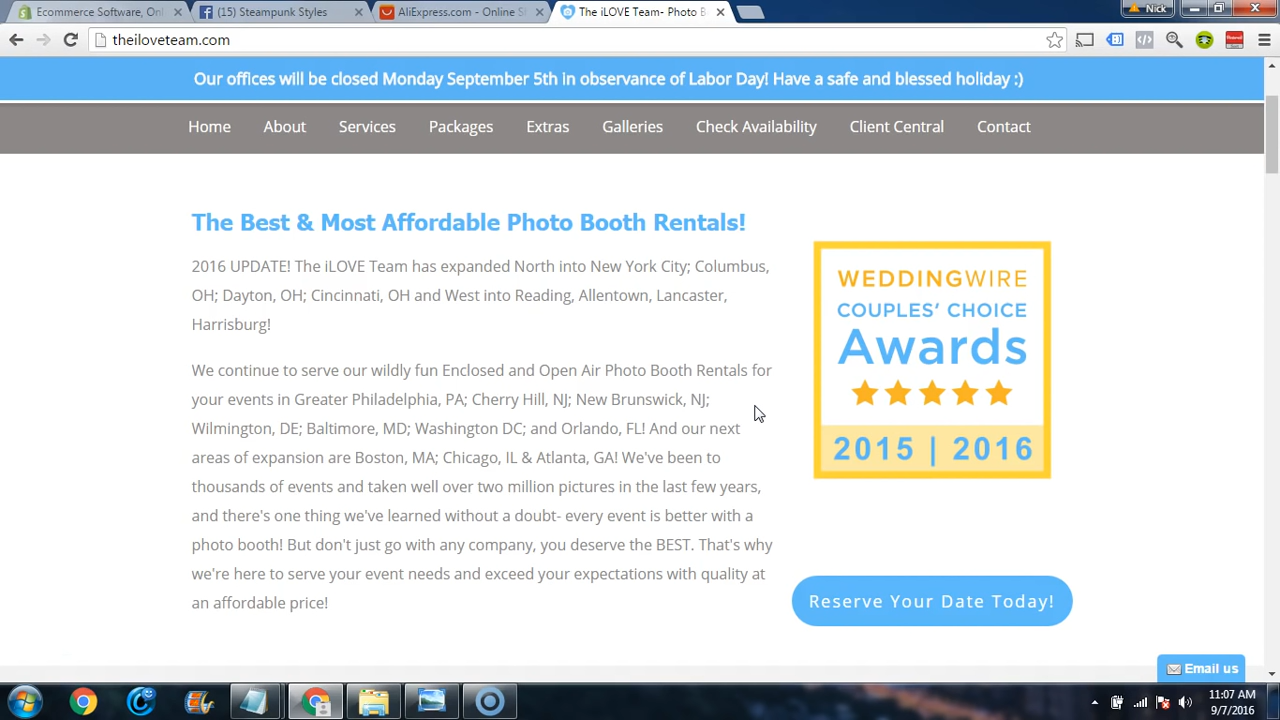 Ecommerce Software, Onl
(15) Steampunk Styles
AliExpress.com - Online S
The iLOVE Team- Photo B
Nick
theiloveteam.com
Our offices will be closed Monday September 5th in observance of Labor Day! Have a safe and blessed holiday :)
Home About Services Packages Extras Galleries Check Availability Client Central Contact
The Best & Most Affordable Photo Booth Rentals!
2016 UPDATE! The iLOVE Team has expanded North into New York City; Columbus,
OH; Dayton, OH; Cincinnati, OH and West into Reading, Allentown, Lancaster,
Harrisburg!
We continue to serve our wildly fun Enclosed and Open Air Photo Booth Rentals for
your events in Greater Philadelphia, PA; Cherry Hill, NJ; New Brunswick, NJ;
Wilmington, DE; Baltimore, MD; Washington DC; and Orlando, FL! And our next
areas of expansion are Boston, MA; Chicago, IL & Atlanta, GA! We've been to
thousands of events and taken well over two million pictures in the last few years,
and there's one thing we've learned without a doubt- every event is better with a
photo booth! But don't just go with any company, you deserve the BEST. That's why
we're here to serve your event needs and exceed your expectations with quality at
an affordable price!
WEDDINGWIRE
COUPLES' CHOICE
Awards
2015 | 2016
Reserve Your Date Today!
Email us
11:07 AM
9/7/2016